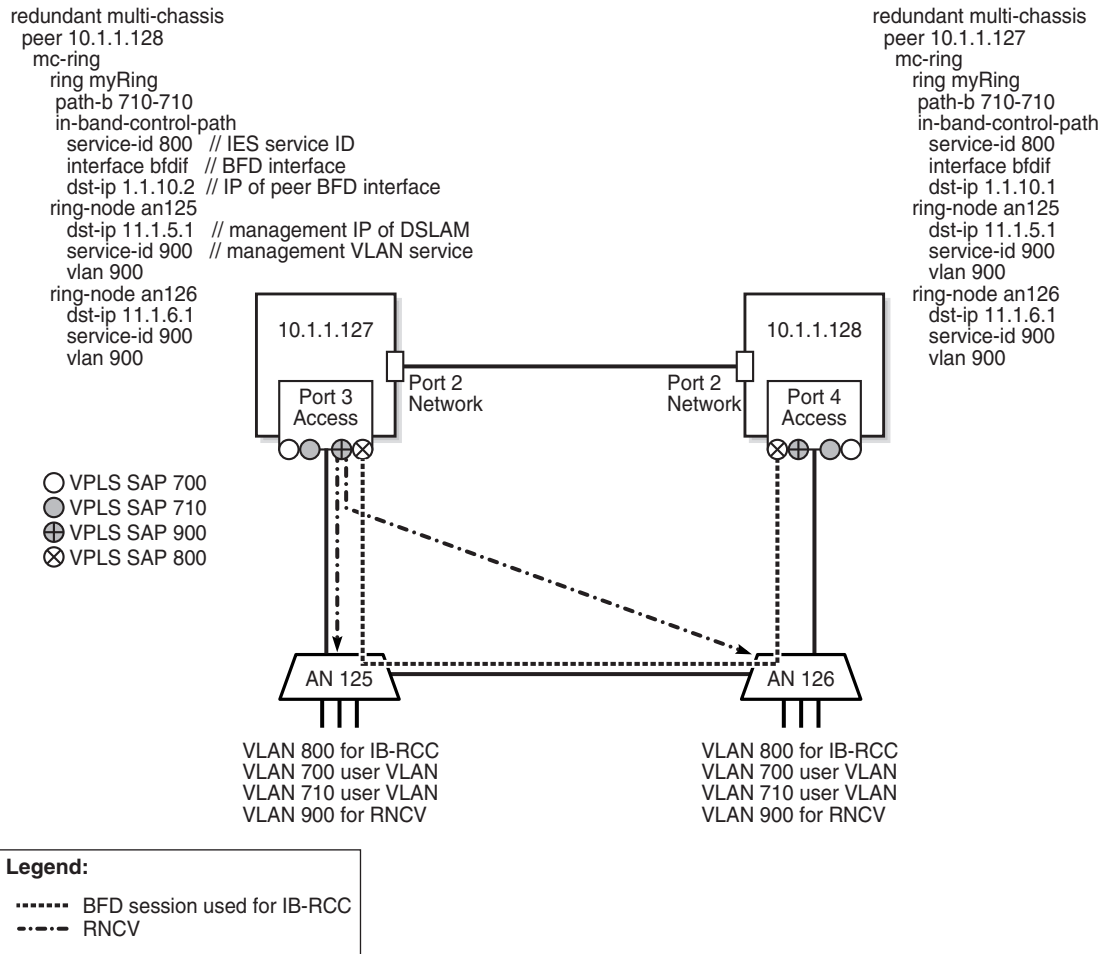 redundant multi-chassis
peer 10.1.1.128
mc-ring
ring myRing
path-b 710-710
in-band-control-path
service-id 800 // IES service ID
interface bfdif // BFD interface
dst-ip 1.1.10.2 // IP of peer BFD interface
ring-node an125
dst-ip 11.1.5.1 // management IP of DSLAM
service-id 900 // management VLAN service
vlan 900
ring-node an126
dst-ip 11.1.6.1
service-id 900
vlan 900
redundant multi-chassis
peer 10.1.1.127
mc-ring
ring myRing
path-b 710-710
in-band-control-path
service-id 800
interface bfdif
dst-ip 1.1.10.1
ring-node an125
dst-ip 11.1.5.1
service-id 900
vlan 900
ring-node an126
dst-ip 11.1.6.1
service-id 900
vlan 900
10.1.1.127
Port 3
Access
Port 2
Network
Port 2
Network
10.1.1.128
Port 4
Access
VPLS SAP 700
VPLS SAP 710
VPLS SAP 900
VPLS SAP 800
AN 125
AN 126
VLAN 800 for IB-RCC
VLAN 700 user VLAN
VLAN 710 user VLAN
VLAN 900 for RNCV
VLAN 800 for IB-RCC
VLAN 700 user VLAN
VLAN 710 user VLAN
VLAN 900 for RNCV
Legend:
BFD session used for IB-RCC
RNCV